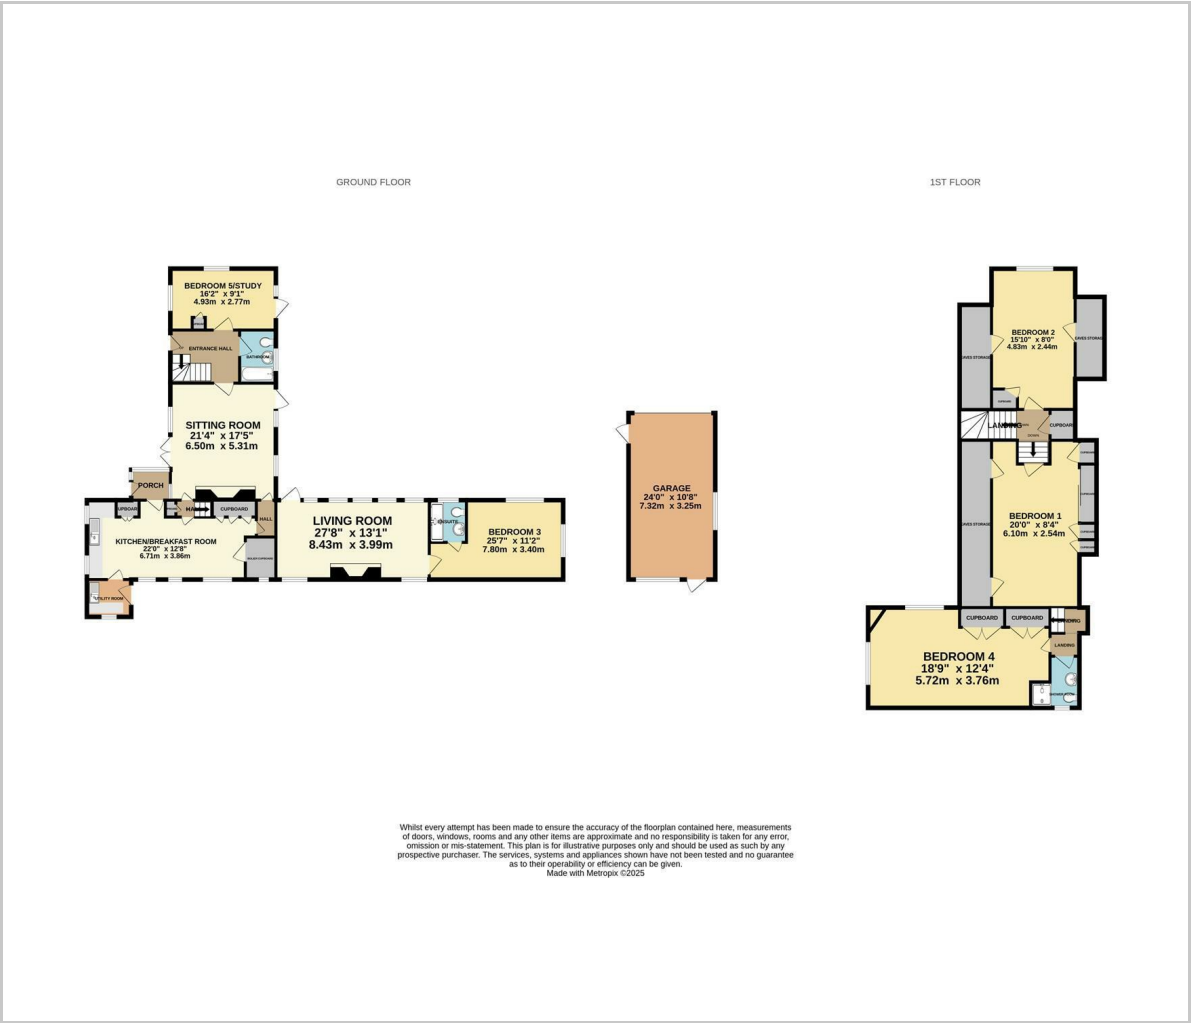 GROUND FLOOR
1ST FLOOR
BEDROOM 5/STUDY
16'2" x 9'1"
4.93m x 2.77m
ENTRANCE HALL
BATHROOM
SITTING ROOM
21'4" x 17'5"
6.50m x 5.31m
PORCH
CUPBOARD
HALL
KITCHEN/BREAKFAST ROOM
22'0" x 12'8"
6.71m x 3.86m
UTILITY ROOM
LIVING ROOM
27'8" x 13'1"
8.43m x 3.99m
ENSUITE
BEDROOM 3
25'7" x 11'2"
7.80m x 3.40m
GARAGE
24'0" x 10'8"
7.32m x 3.25m
BEDROOM 2
15'10" x 8'0"
4.83m x 2.44m
EAVES STORAGE
EAVES STORAGE
LANDING
DOWN
CUPBOARD
EAVES STORAGE
BEDROOM 1
20'0" x 8'4"
6.10m x 2.54m
CUPBOARD
CUPBOARD
LANDING
LANDING
BEDROOM 4
18'9" x 12'4"
5.72m x 3.76m
SHOWER ROOM
Whilst every attempt has been made to ensure the accuracy of the floorplan contained here, measurements
of doors, windows, rooms and any other items are approximate and no responsibility is taken for any error,
omission or mis-statement. This plan is for illustrative purposes only and should be used as such by any
prospective purchaser. The services, systems and appliances shown have not been tested and no guarantee
as to their operability or efficiency can be given.
Made with Metropix ©2025